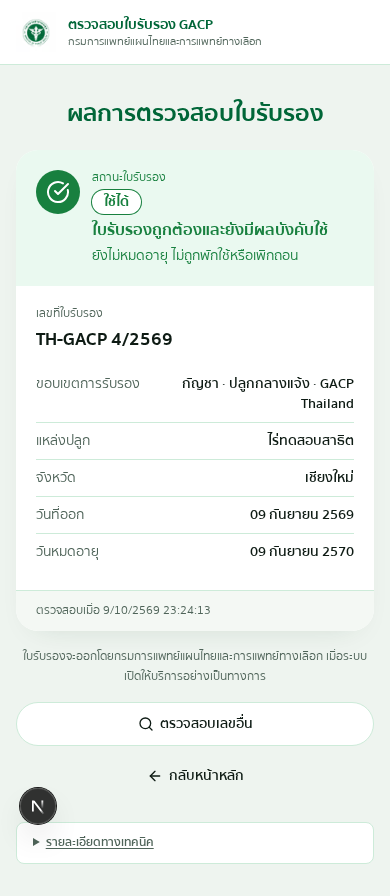 ตรวจสอบใบรับรอง GACP
กรมการแพทย์แผนไทยและการแพทย์ทางเลือก
ผลการตรวจสอบใบรับรอง
สถานะใบรับรอง
ใช้ได้
ใบรับรองถูกต้องและยังมีผลบังคับใช้
ยังไม่หมดอายุ ไม่ถูกพักใช้หรือเพิกถอน
เลขที่ใบรับรอง
TH-GACP 4/2569
ขอบเขตการรับรอง กัญชา · ปลูกกลางแจ้ง · GACP
Thailand
แหล่งปลูก ไร่ทดสอบสาธิต
จังหวัด เชียงใหม่
วันที่ออก 09 กันยายน 2569
วันหมดอายุ 09 กันยายน 2570
ตรวจสอบเมื่อ 9/10/2569 23:24:13
ใบรับรองจะออกโดยกรมการแพทย์แผนไทยและการแพทย์ทางเลือก เมื่อระบบ
เปิดให้บริการอย่างเป็นทางการ
ตรวจสอบเลขอื่น
กลับหน้าหลัก
N
รายละเอียดทางเทคนิค